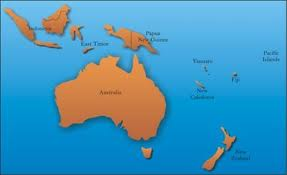 Indonesia
Papua
New Guinea
East Timor
Pacific
Islands
Vanuatu
Fiji
New
Caledonia
Australia
New
Zealand